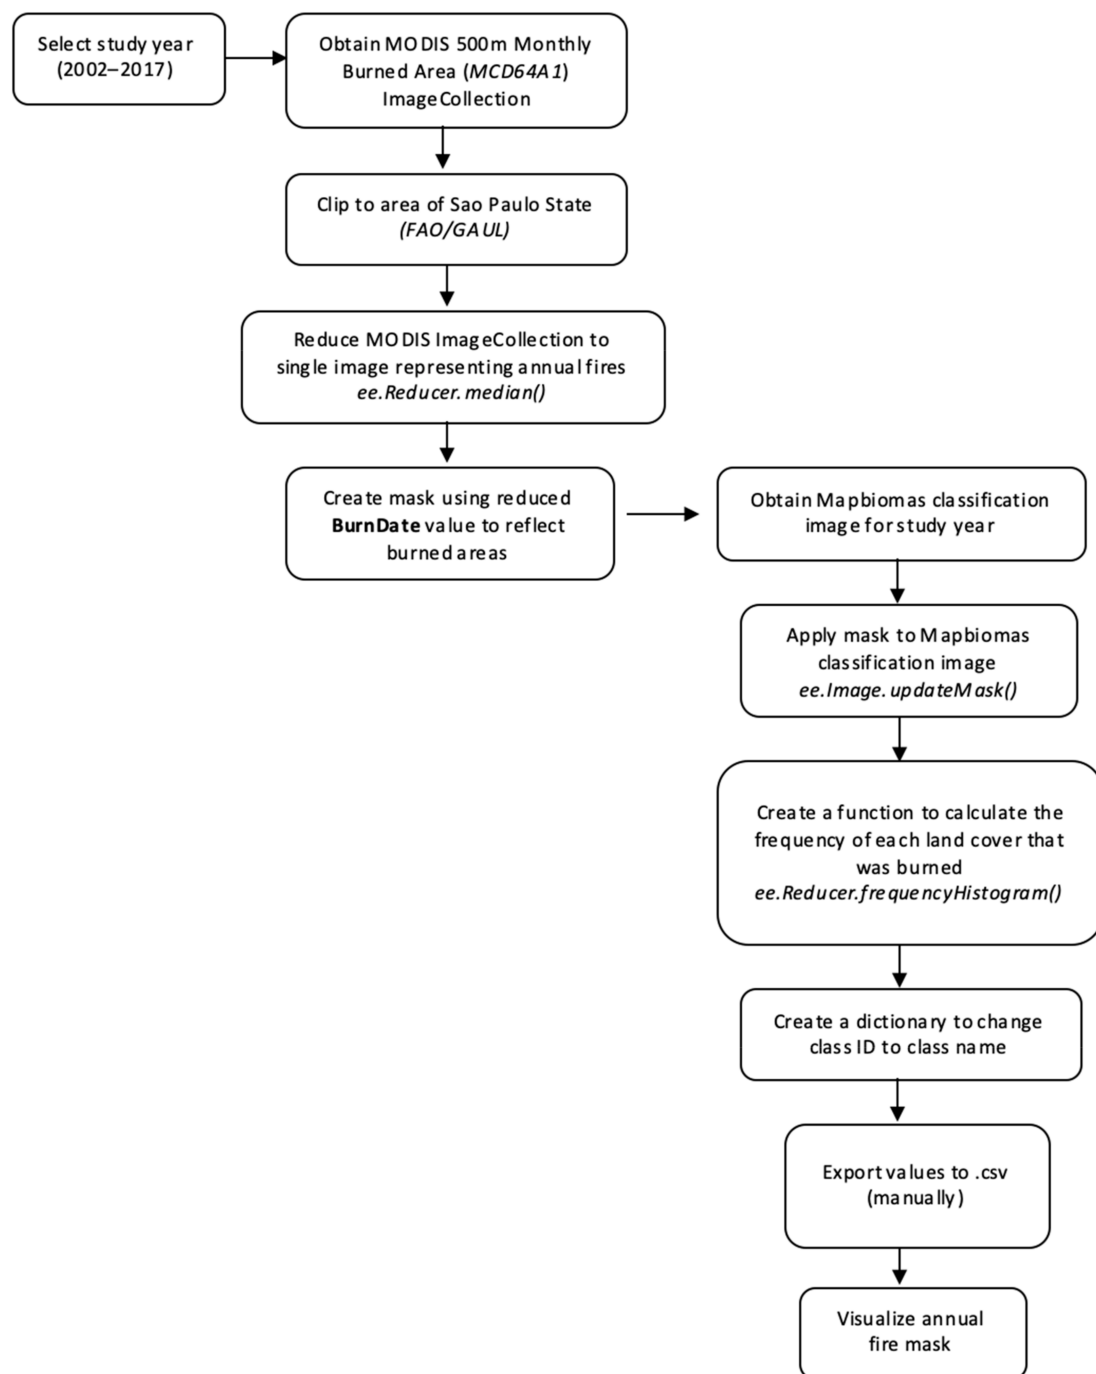 Select study year
(2002–2017)
Obtain MODIS 500m Monthly
Burned Area (MCD64A1)
ImageCollection
Clip to area of Sao Paulo State
(FAO/GAUL)
Reduce MODIS ImageCollection to
single image representing annual fires
ee.Reducer.median()
Create mask using reduced
BurnDate value to reflect
burned areas
Obtain Mapbiomas classification
image for study year
Apply mask to Mapbiomas
classification image
ee.Image.updateMask()
Create a function to calculate the
frequency of each land cover that
was burned
ee.Reducer.frequencyHistogram()
Create a dictionary to change
class ID to class name
Export values to .csv
(manually)
Visualize annual
fire mask